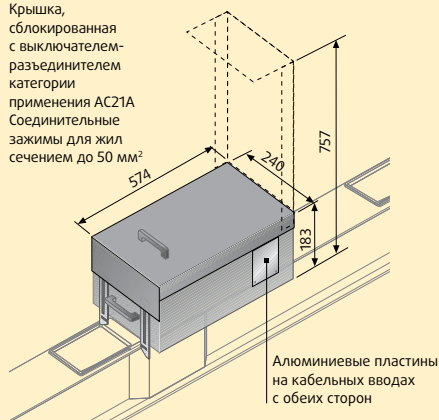 Крышка,
сблокированная
с выключателем-
разъединителем
категории
применения AC21A
Соединительные
зажимы для жил
сечением до 50 мм²
574
240
757
183
Алюминиевые пластины
на кабельных вводах
с обеих сторон